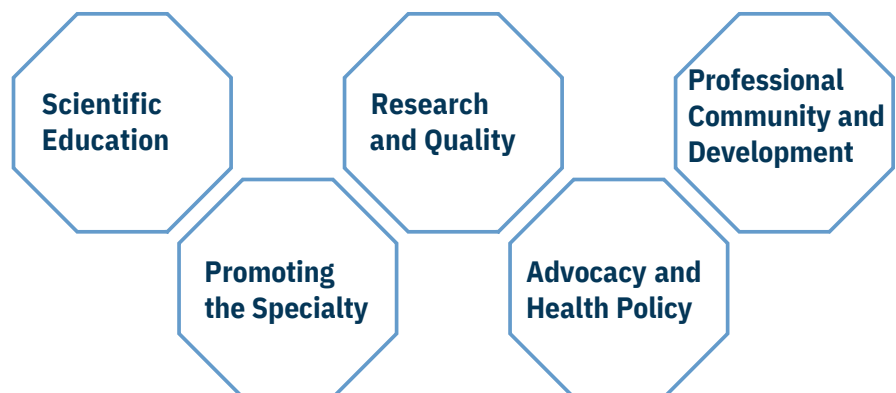 Scientific
Education
Promoting
the Specialty
Research
and Quality
Advocacy and
Health Policy
Professional
Community and
Development